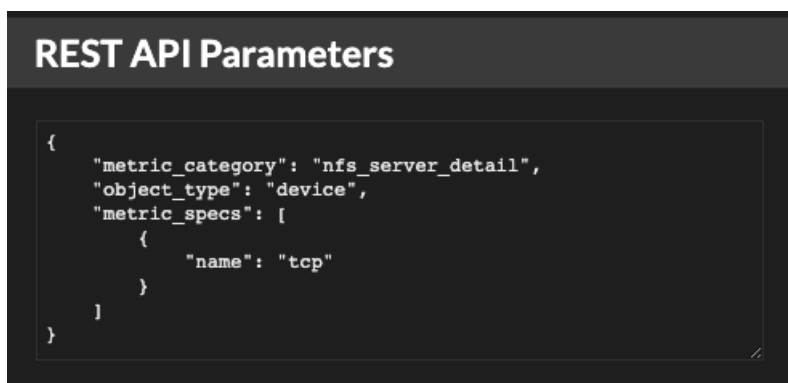 REST API Parameters
{
    "metric_category": "nfs_server_detail",
    "object_type": "device",
    "metric_specs": [
        {
            "name": "tcp"
        }
    ]
}